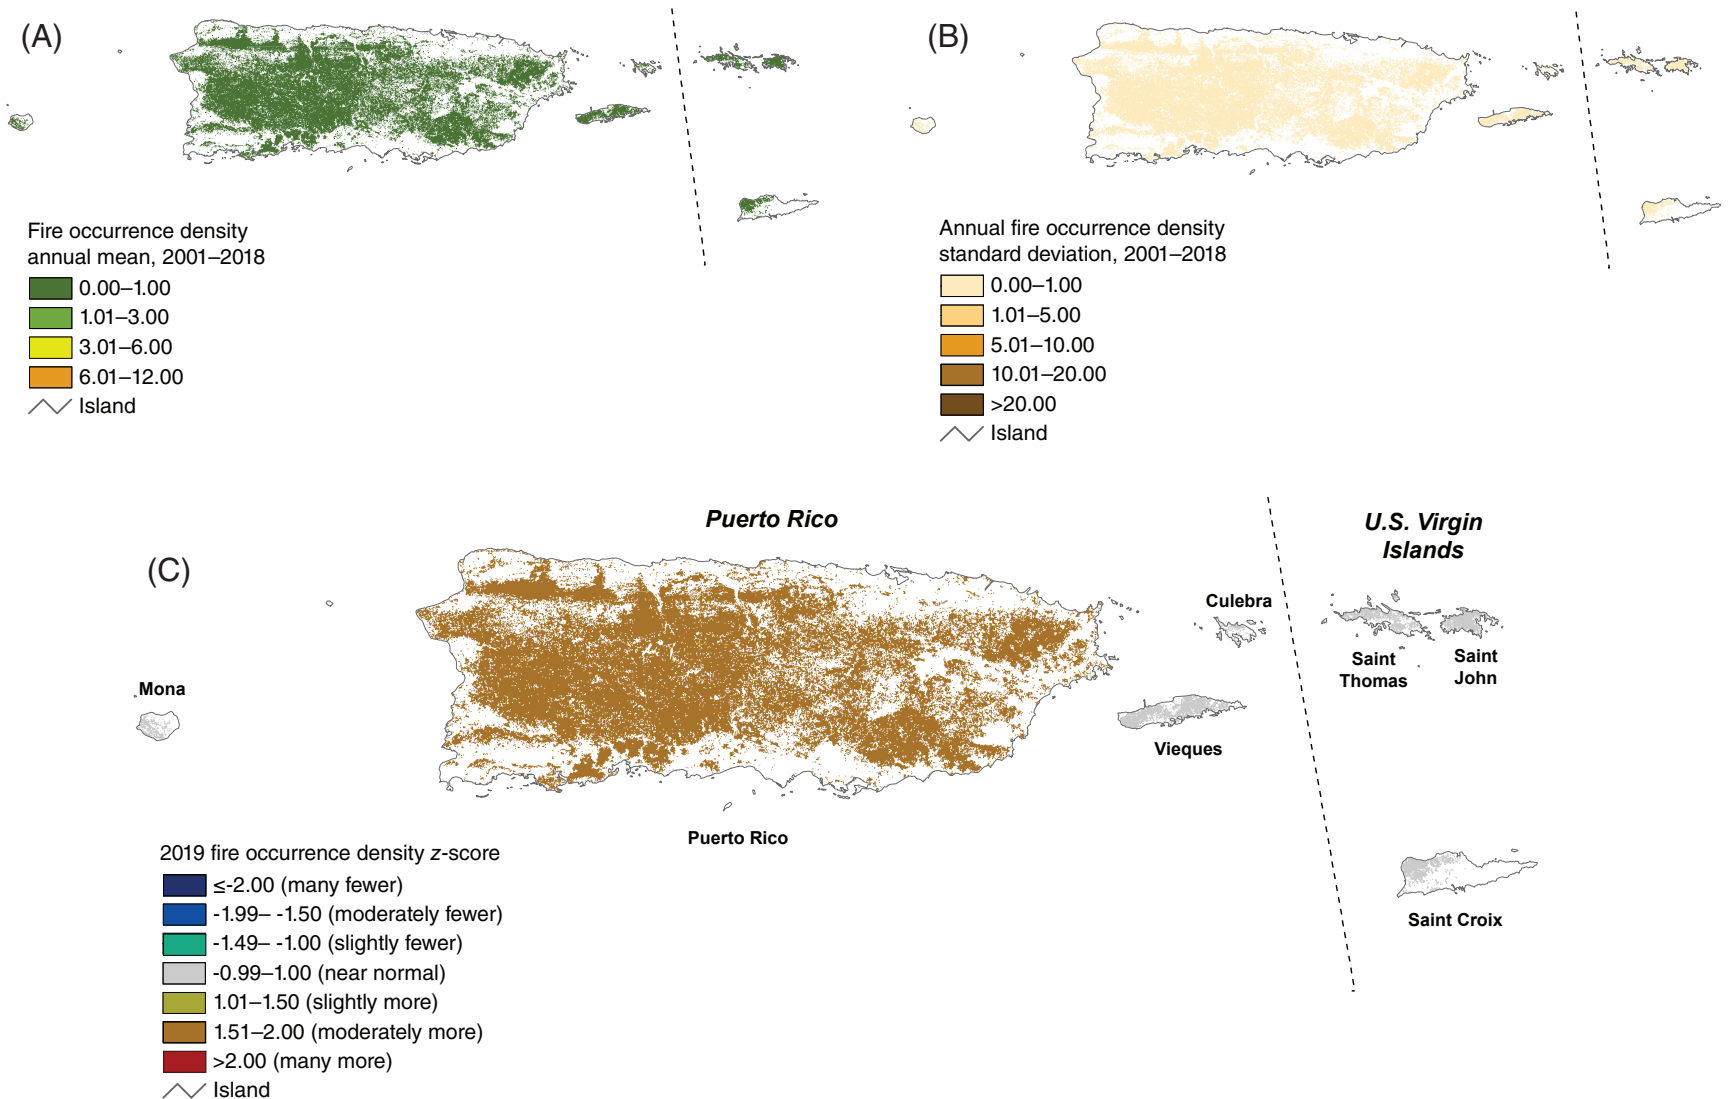 (A)
Fire occurrence density
annual mean, 2001–2018
0.00–1.00
1.01–3.00
3.01–6.00
6.01–12.00
Island
(B)
Annual fire occurrence density
standard deviation, 2001–2018
0.00–1.00
1.01–5.00
5.01–10.00
10.01–20.00
>20.00
Island
(C)
Puerto Rico
U.S. Virgin
Islands
Culebra
Saint
Thomas
Saint
John
Mona
Vieques
Puerto Rico
Saint Croix
2019 fire occurrence density z-score
≤-2.00 (many fewer)
-1.99– -1.50 (moderately fewer)
-1.49– -1.00 (slightly fewer)
-0.99–1.00 (near normal)
1.01–1.50 (slightly more)
1.51–2.00 (moderately more)
>2.00 (many more)
Island